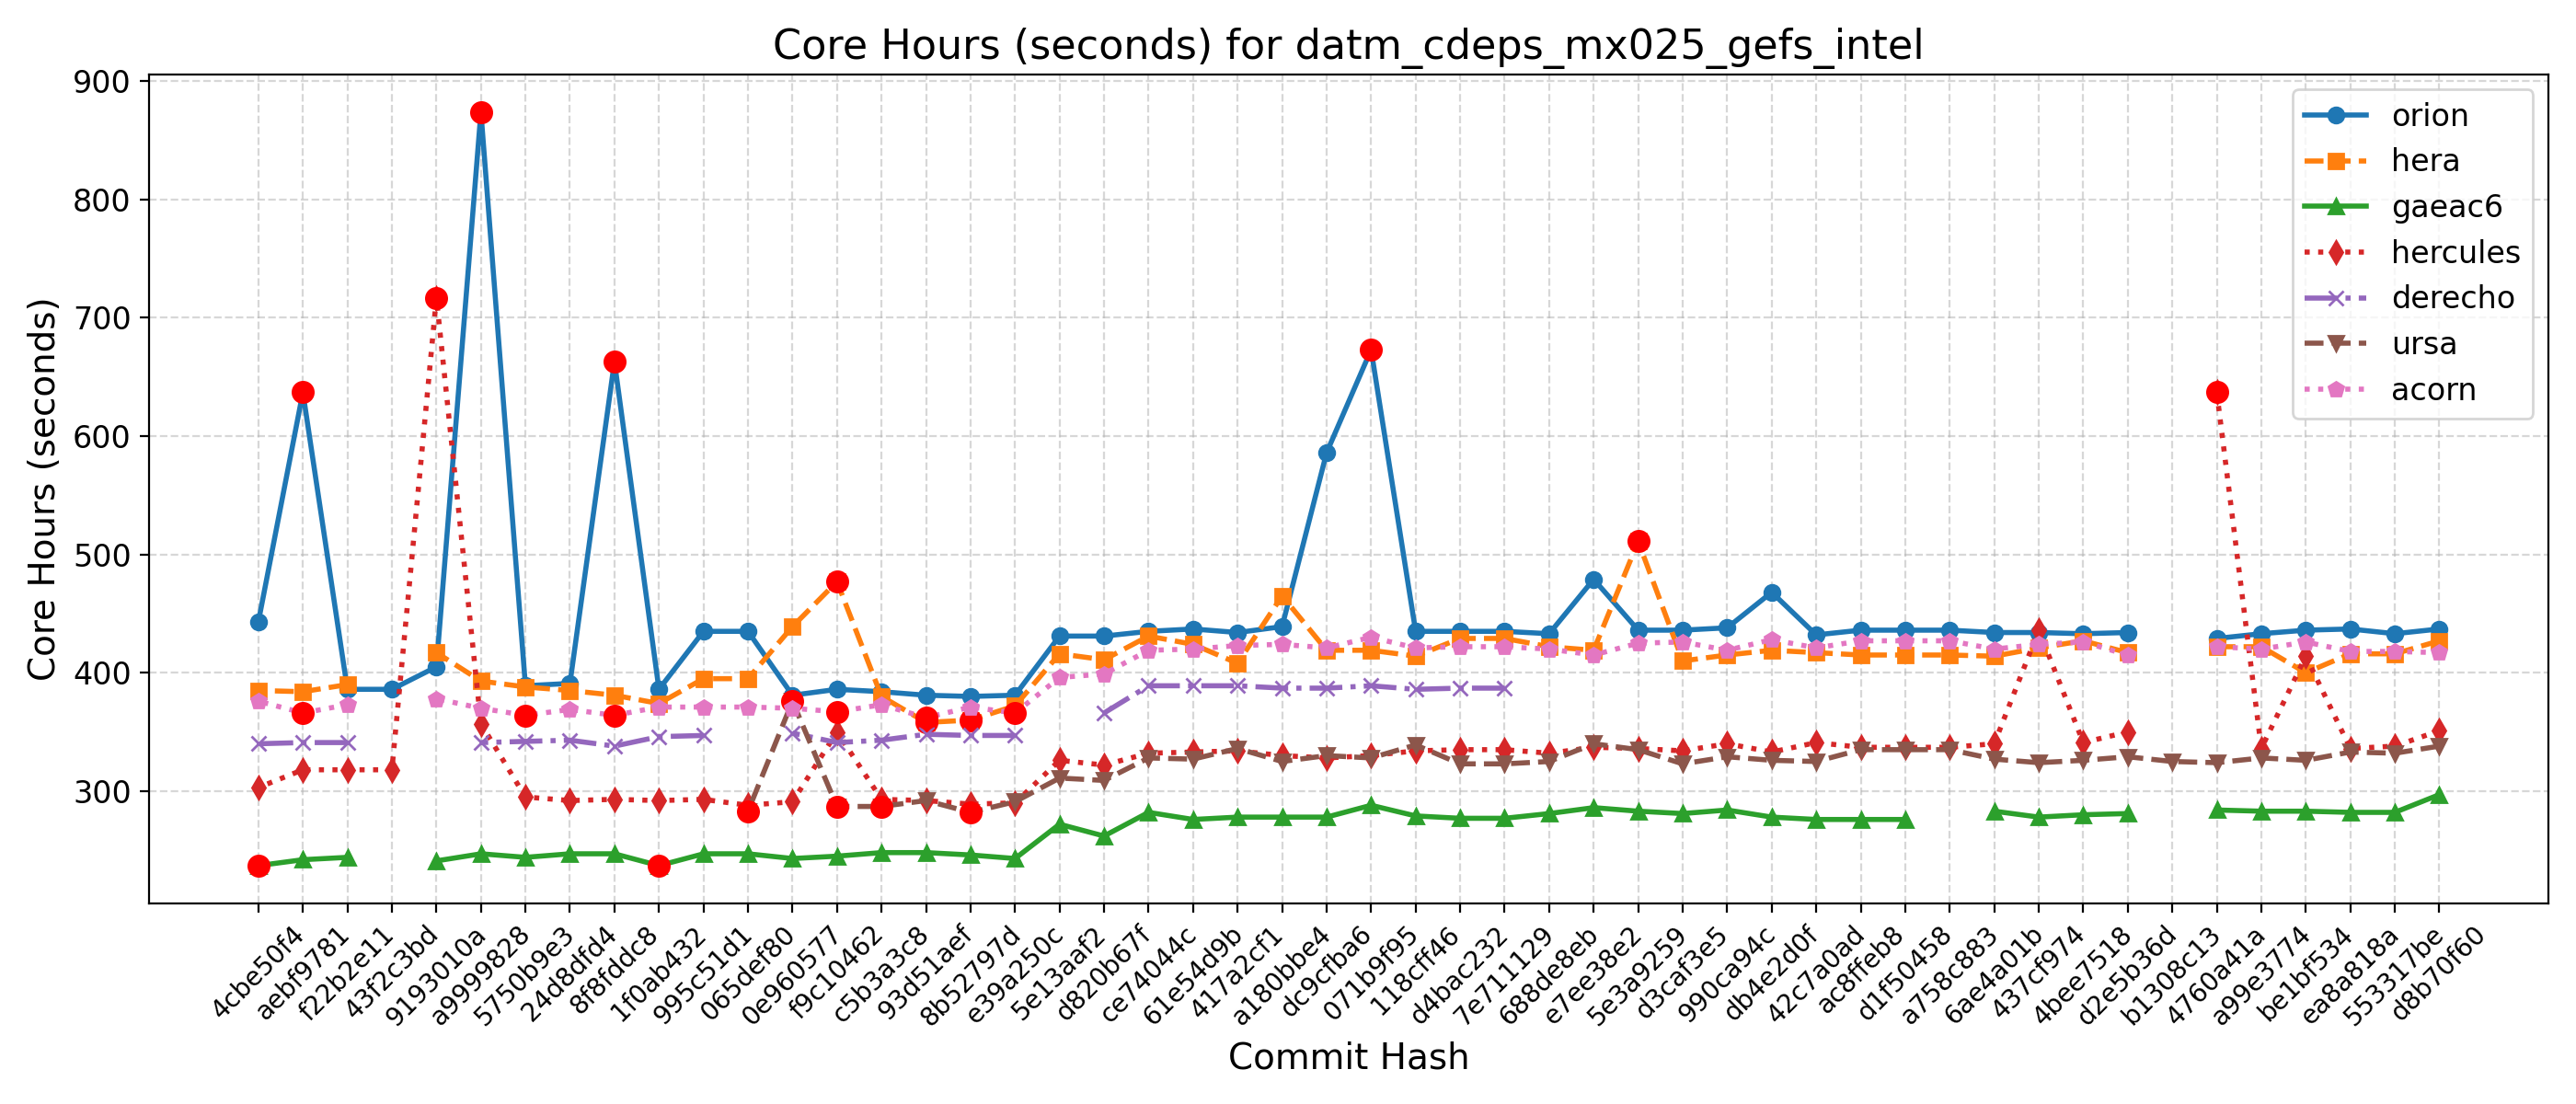 Core Hours (seconds) for datm_cdeps_mx025_gefs_intel
Core Hours (seconds)
900
800
700
600
500
400
300
orion
hera
gaeac6
hercules
derecho
ursa
acorn
4cbe50f4
aebf9781
f22b2e11
43f2c3bd
9193010a
a9999828
5750b9e3
24d8dfd4
8f8fddc8
1f0ab432
995c51d1
065def80
0e960577
f9c10462
c5b3a3c8
93d51aef
8b52797d
e39a250c
5e13aaf2
d820b67f
ce74044c
61e54d9b
417a2cf1
a180bbe4
dc9cfba6
071b9f95
118cff46
d4bac232
7e711129
688de8eb
e7ee38e2
5e3a9259
d3caf3e5
990ca94c
db4e2d0f
42c7a0ad
ac8ffeb8
d1f50458
a758c883
6ae4a01b
437cf974
4bee7518
d2e5b36d
b1308c13
4760a41a
a99e3774
be1bf534
ea8a818a
553317be
d8b70f60
Commit Hash